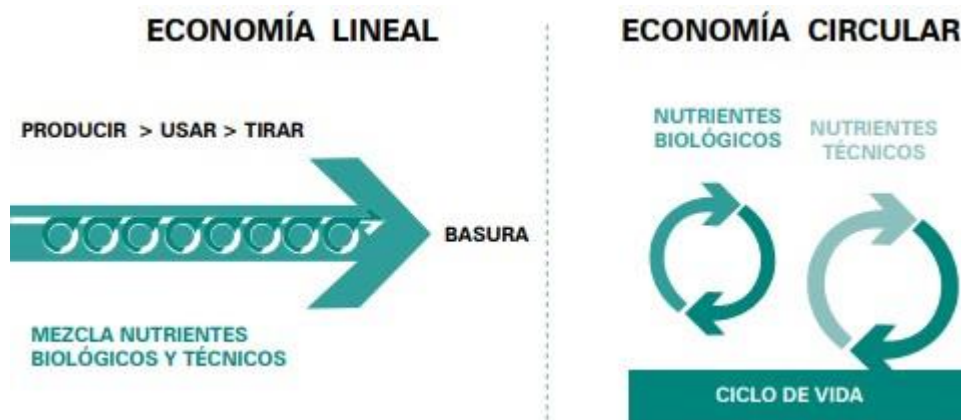 ECONOMÍA LINEAL
PRODUCIR > USAR > TIRAR
BASURA
MEZCLA NUTRIENTES
BIOLÓGICOS Y TÉCNICOS
ECONOMÍA CIRCULAR
NUTRIENTES
BIOLÓGICOS
NUTRIENTES
TÉCNICOS
CICLO DE VIDA